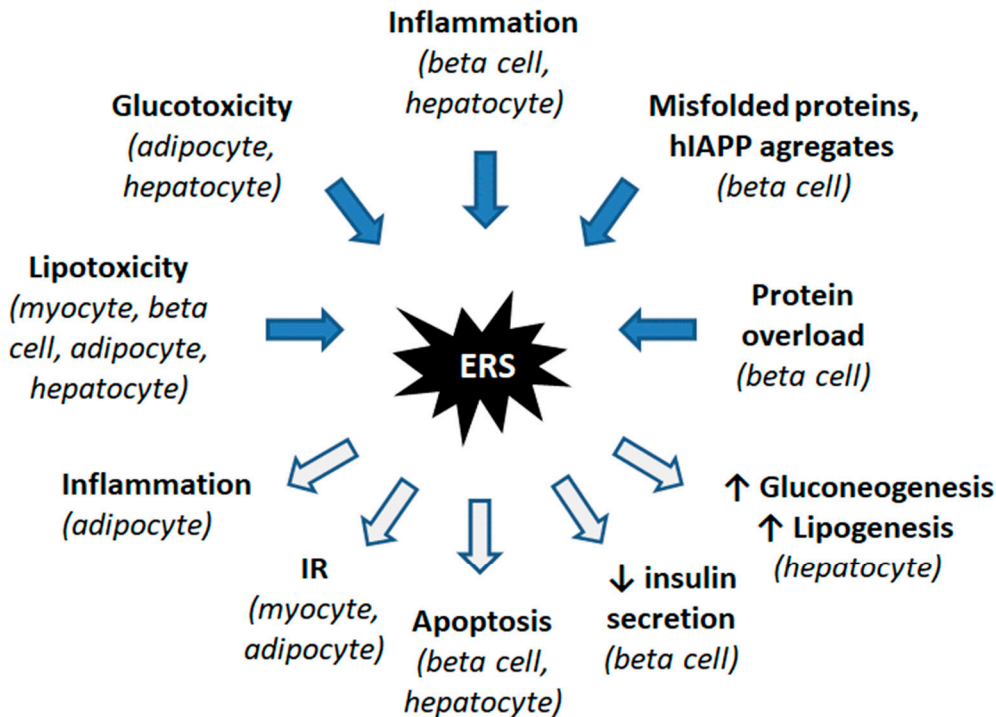 Inflammation
(beta cell,
hepatocyte)
Glucotoxicity
(adipocyte,
hepatocyte)
Misfolded proteins,
hIAPP agregates
(beta cell)
Lipotoxicity
(myocyte, beta
cell, adipocyte,
hepatocyte)
Protein
overload
(beta cell)
ERS
Inflammation
(adipocyte)
IR
(myocyte,
adipocyte)
Apoptosis
(beta cell,
hepatocyte)
↓ insulin
secretion
(beta cell)
↑ Gluconeogenesis
↑ Lipogenesis
(hepatocyte)